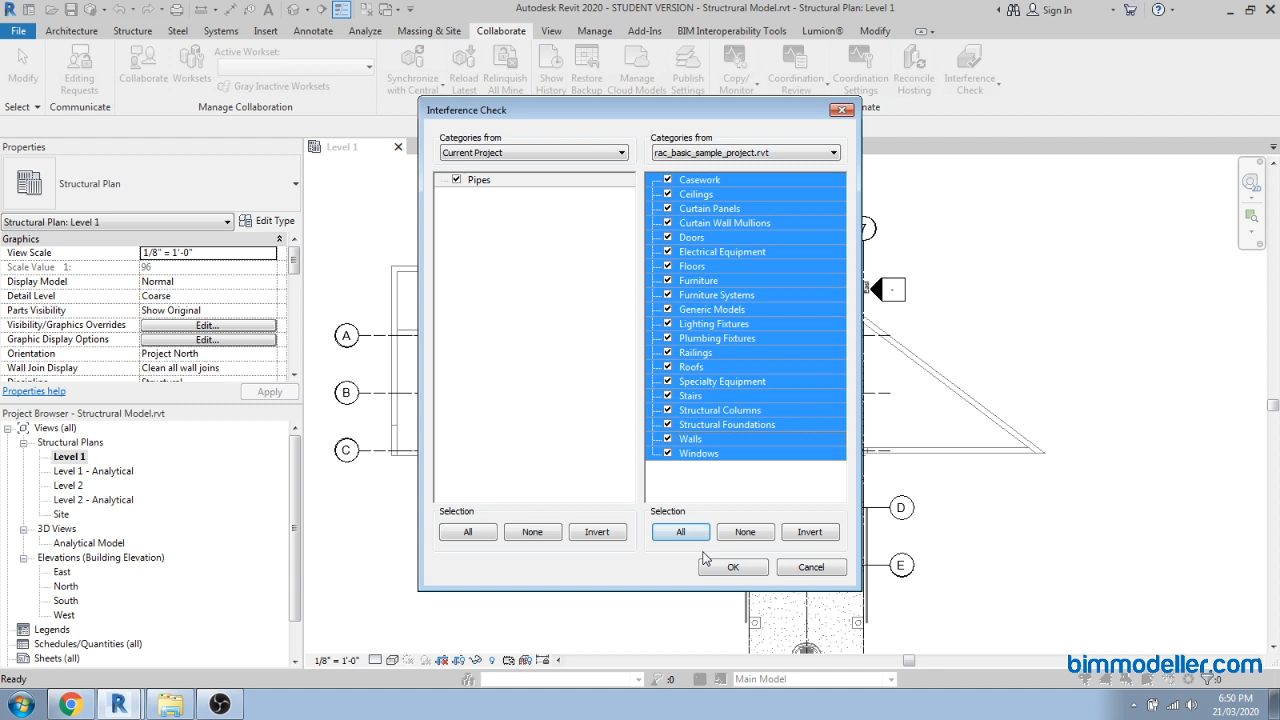 Autodesk Revit 2020 - STUDENT VERSION - Structrural Model.rvt - Structural Plan: Level 1
Sign In
File Architecture Structure Steel Systems Insert Annotate Analyze Massing & Site Collaborate View Manage Add-Ins BIM Interoperability Tools Lumion® Modify
Modify
Editing Requests
Collaborate
Worksets
Active Workset:
Gray Inactive Worksets
Synchronize with Central
Reload Latest
Relinquish All Mine
Show History
Restore Backup
Manage Cloud Models
Publish Settings
Copy/ Monitor
Coordination Review
Coordination Settings
Reconcile Hosting
Interference Check
Select Communicate Manage Collaboration
Properties
Level 1
Structural Plan
Structural Plan: Level 1 Edit Type
Graphics
View Scale 1/8" = 1'-0"
Scale Value 1: 96
Display Model Normal
Detail Level Coarse
Parts Visibility Show Original
Visibility/Graphics Overrides Edit...
Graphic Display Options Edit...
Orientation Project North
Wall Join Display Clean all wall joins
Properties help Apply
Project Browser - Structrural Model.rvt
Views (all)
Structural Plans
Level 1
Level 1 - Analytical
Level 2
Level 2 - Analytical
Site
3D Views
Analytical Model
Elevations (Building Elevation)
East
North
South
West
Legends
Schedules/Quantities (all)
Sheets (all)
Interference Check
Categories from
Current Project
Pipes
Selection
All None Invert
Categories from
rac_basic_sample_project.rvt
Casework
Ceilings
Curtain Panels
Curtain Wall Mullions
Doors
Electrical Equipment
Floors
Furniture
Furniture Systems
Generic Models
Lighting Fixtures
Plumbing Fixtures
Railings
Roofs
Specialty Equipment
Stairs
Structural Columns
Structural Foundations
Walls
Windows
Selection
All None Invert
OK Cancel
A
B
C
D
E
2D
1/8" = 1'-0"
bimmodeller.com
Ready
:0
Main Model
:0
6:50 PM
21/03/2020